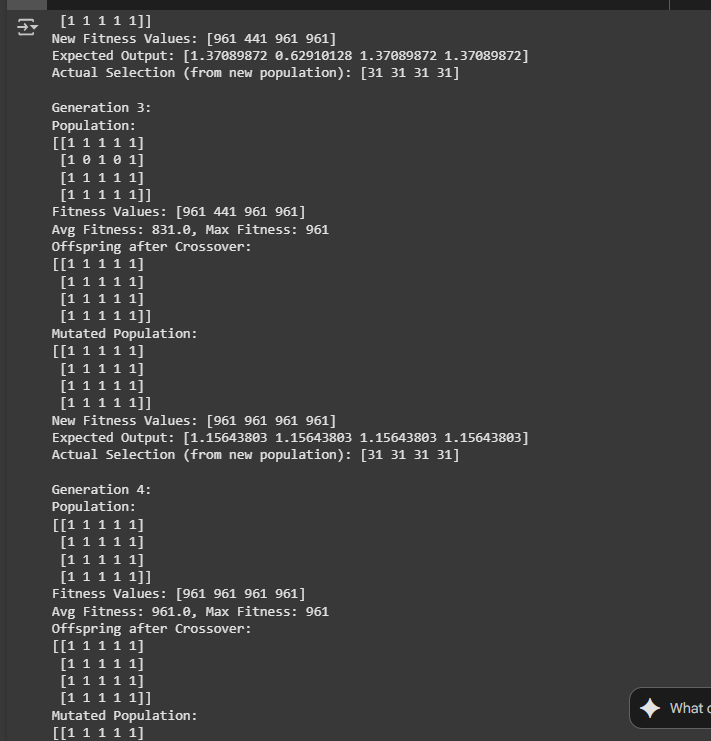 [1 1 1 1 1]]
New Fitness Values: [961 441 961 961]
Expected Output: [1.37089872 0.62910128 1.37089872 1.37089872]
Actual Selection (from new population): [31 31 31 31]
Generation 3:
Population:
[[1 1 1 1 1]
[1 0 1 0 1]
[1 1 1 1 1]
[1 1 1 1 1]]
Fitness Values: [961 441 961 961]
Avg Fitness: 831.0, Max Fitness: 961
Offspring after Crossover:
[[1 1 1 1 1]
[1 1 1 1 1]
[1 1 1 1 1]
[1 1 1 1 1]]
Mutated Population:
[[1 1 1 1 1]
[1 1 1 1 1]
[1 1 1 1 1]
[1 1 1 1 1]]
New Fitness Values: [961 961 961 961]
Expected Output: [1.15643803 1.15643803 1.15643803 1.15643803]
Actual Selection (from new population): [31 31 31 31]
Generation 4:
Population:
[[1 1 1 1 1]
[1 1 1 1 1]
[1 1 1 1 1]
[1 1 1 1 1]]
Fitness Values: [961 961 961 961]
Avg Fitness: 961.0, Max Fitness: 961
Offspring after Crossover:
[[1 1 1 1 1]
[1 1 1 1 1]
[1 1 1 1 1]
[1 1 1 1 1]]
What
Mutated Population:
[[1 1 1 1 1]